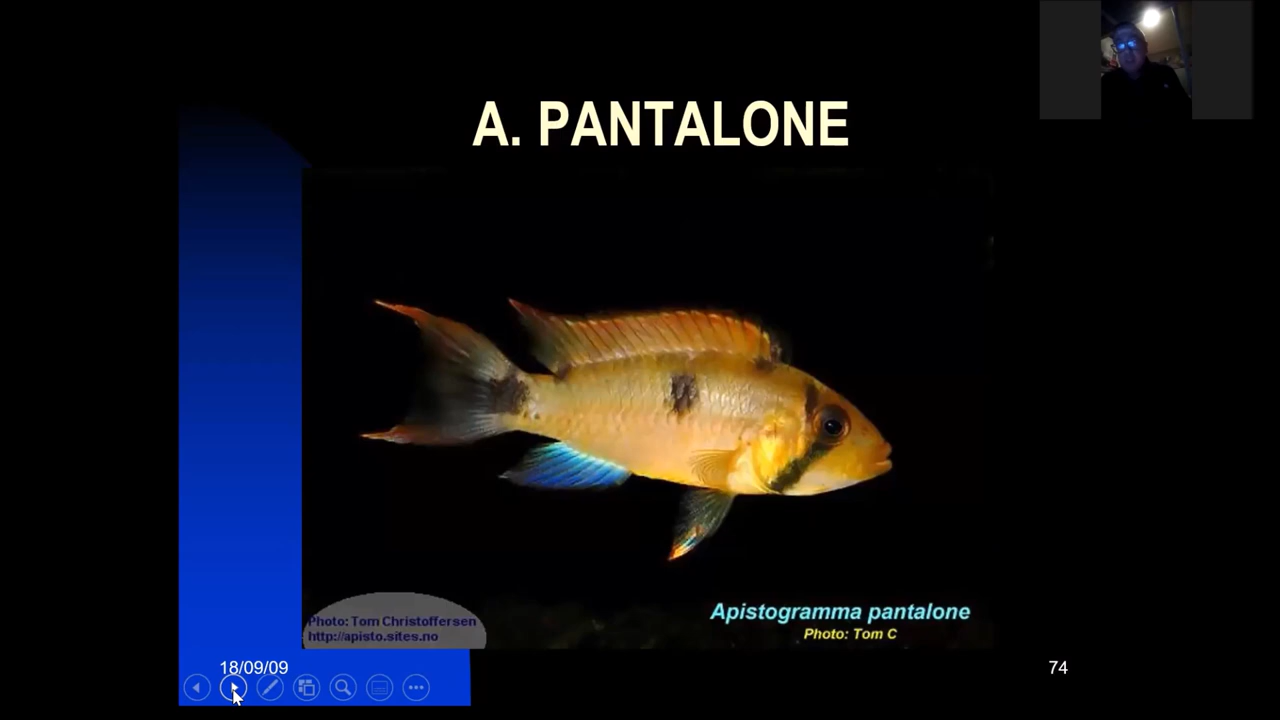 A. PANTALONE
Photo: Tom Christoffersen
http://apisto.sites.no
Apistogramma pantalone
Photo: Tom C
18/09/09
74